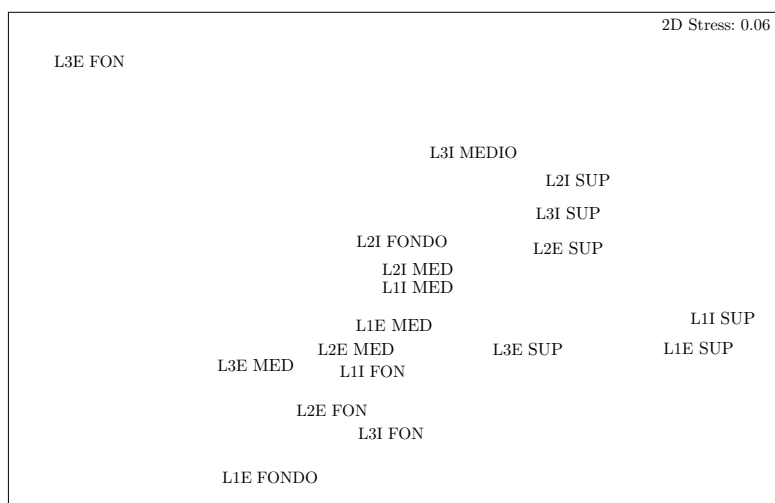 2D Stress: 0.06
L3E FON
L3I MEDIO
L2I SUP
L3I SUP
L2I FONDO
L2E SUP
L2I MED
L1I MED
L1I SUP
L1E MED
L2E MED
L3E SUP
L1E SUP
L3E MED
L1I FON
L2E FON
L3I FON
L1E FONDO